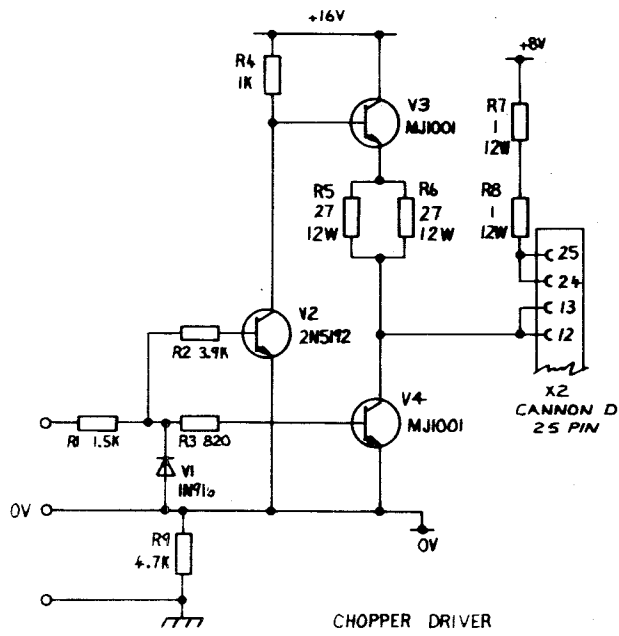 +16V
R4
1K
V3
MJ1001
+8V
R7
1
12W
R5
27
12W
R6
27
12W
R8
1
12W
25
24
13
12
X2
CANNON D
25 PIN
V2
2N5192
R2 3.9K
V4
MJ1001
R1 1.5K
R3 820
V1
1N916
0V
R9
4.7K
0V
CHOPPER DRIVER